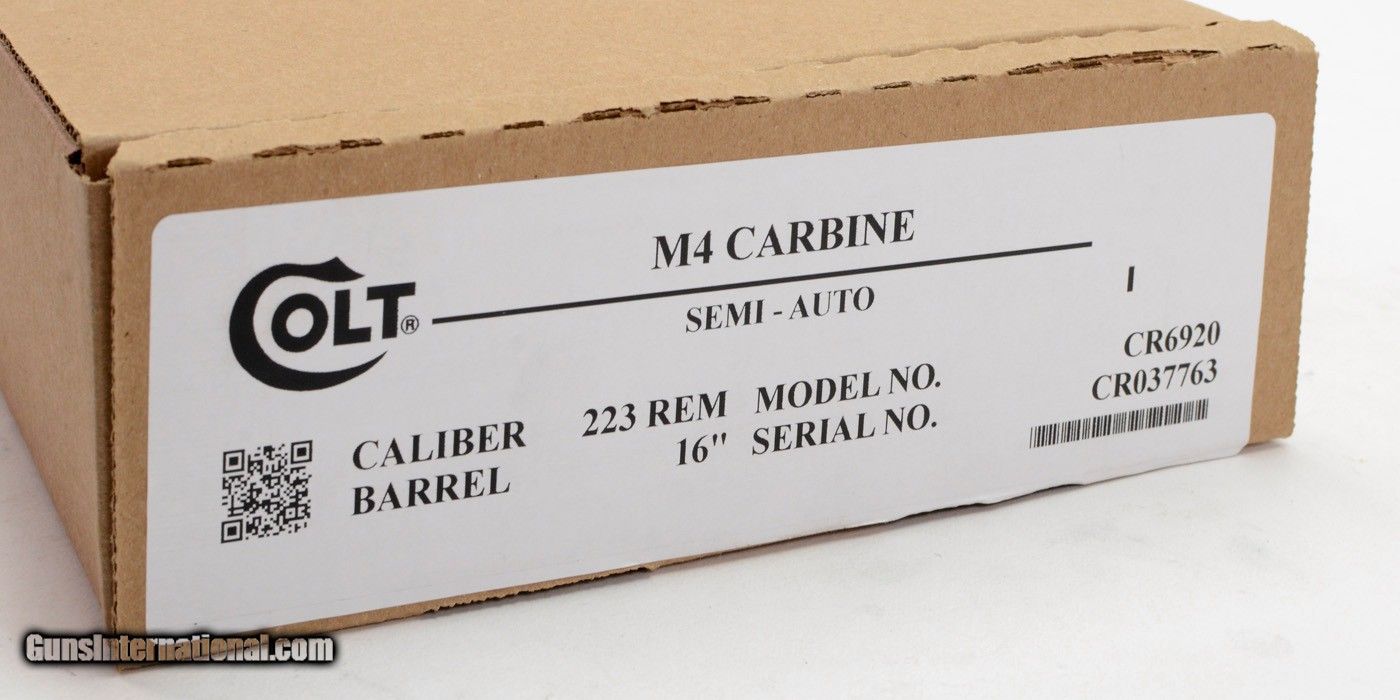 M4 CARBINE
COLT®
SEMI - AUTO
I
CALIBER 223 REM MODEL NO. CR6920
BARREL 16" SERIAL NO. CR037763
GunsInternational.com